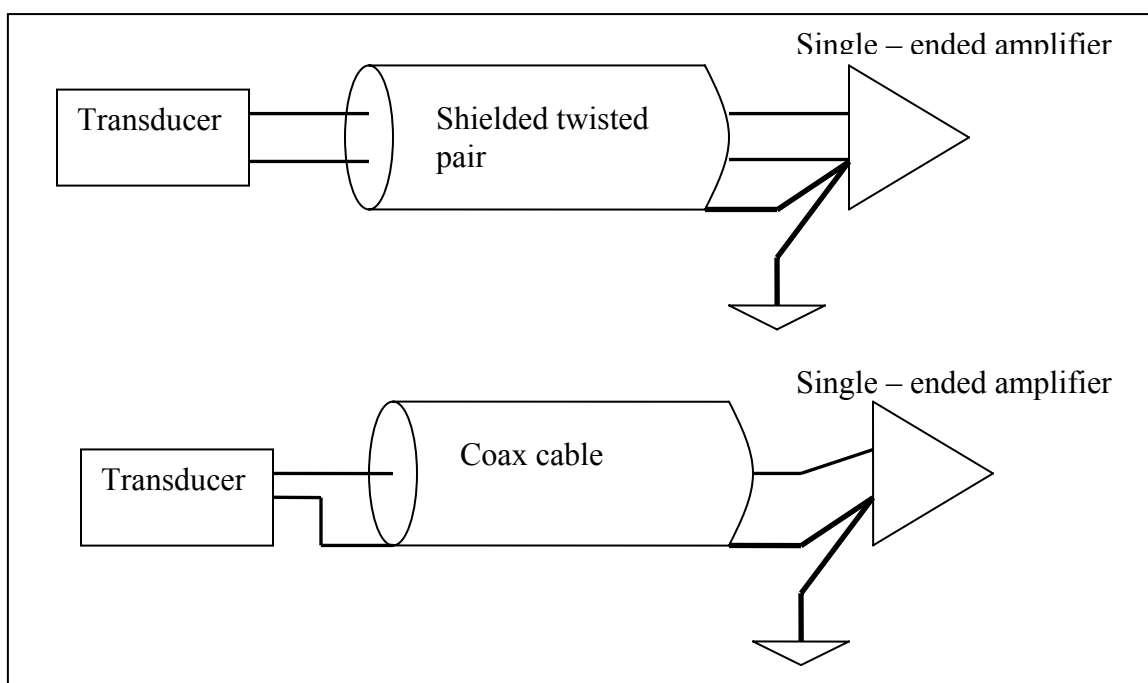 Single – ended amplifier
Transducer
Shielded twisted
pair
Single – ended amplifier
Coax cable
Transducer